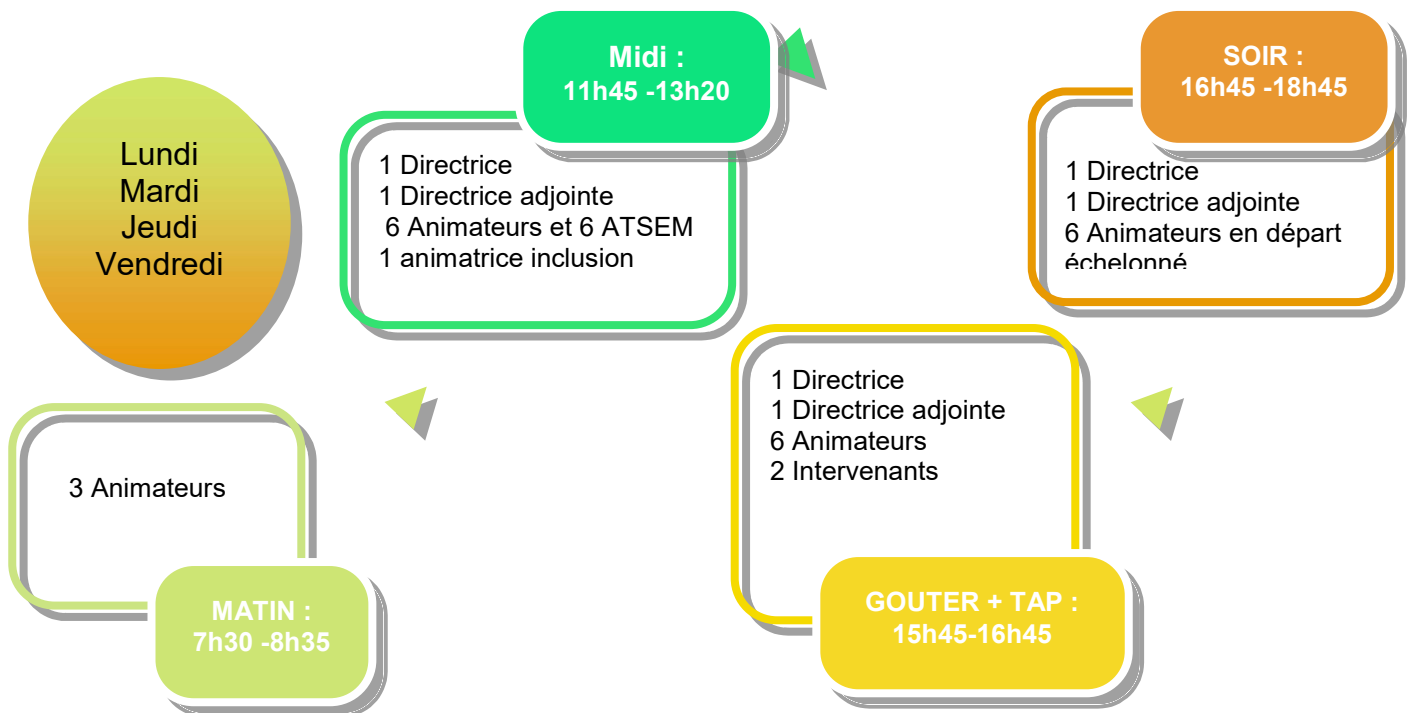 Lundi
Mardi
Jeudi
Vendredi
3 Animateurs
MATIN :
7h30 -8h35
Midi :
11h45 -13h20
1 Directrice
1 Directrice adjointe
6 Animateurs et 6 ATSEM
1 animatrice inclusion
1 Directrice
1 Directrice adjointe
6 Animateurs
2 Intervenants
GOUTER + TAP :
15h45-16h45
SOIR :
16h45 -18h45
1 Directrice
1 Directrice adjointe
6 Animateurs en départ
échelonné